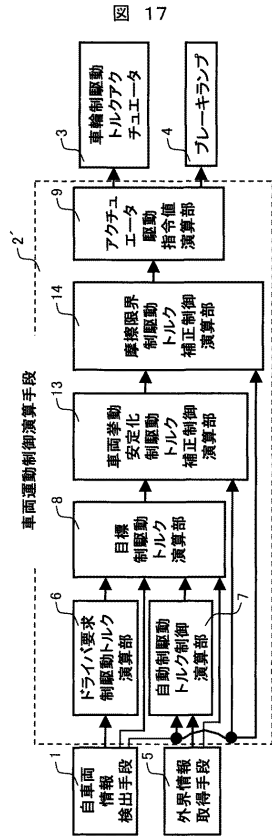 図 17
車両運動制御演算手段
2´
1
自車両
情報
検出手段
5
外界情報
取得手段
6
ドライバ要求
制駆動トルク
演算部
自動制駆動
トルク制御
演算部
7
8
目標
制駆動
トルク
演算部
13
車両挙動
安定化
制駆動
トルク
補正制御
演算部
14
摩擦限界
制駆動
トルク
補正制御
演算部
9
アクチュ
エータ
駆動
指令値
演算部
3
車輪制駆動
トルクアク
チュエータ
4
ブレーキランプ